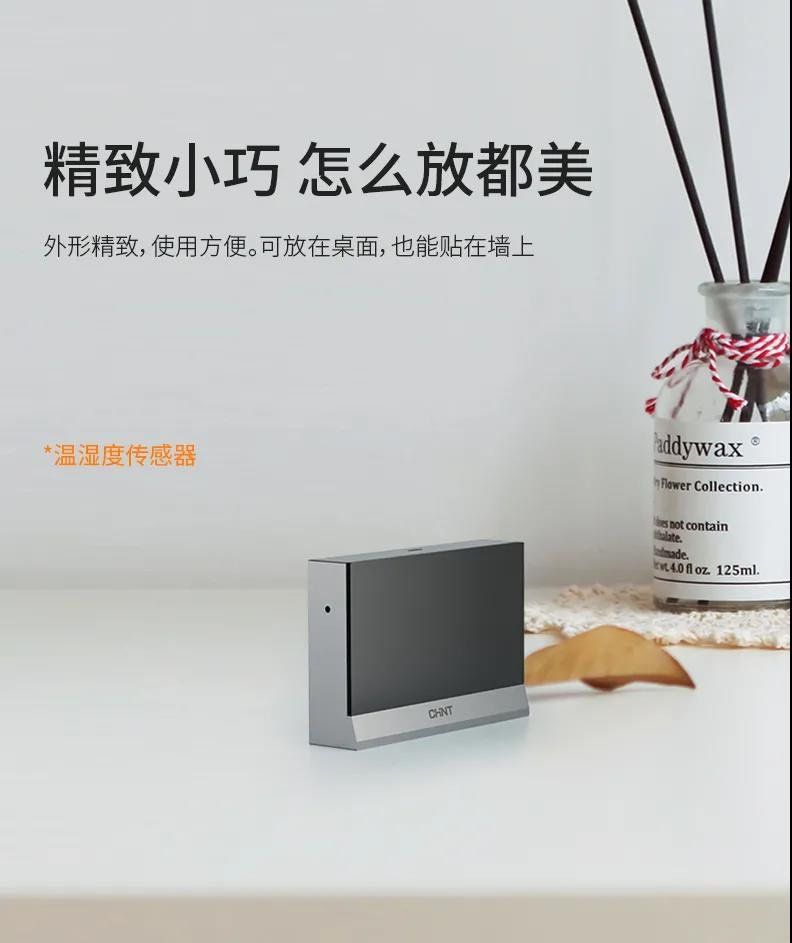 精致小巧 怎么放都美
外形精致，使用方便。可放在桌面，也能贴在墙上
*温湿度传感器
CHNT
addywax ®
Flower Collection.
does not contain
wt. 4.0 fl oz. 125ml.